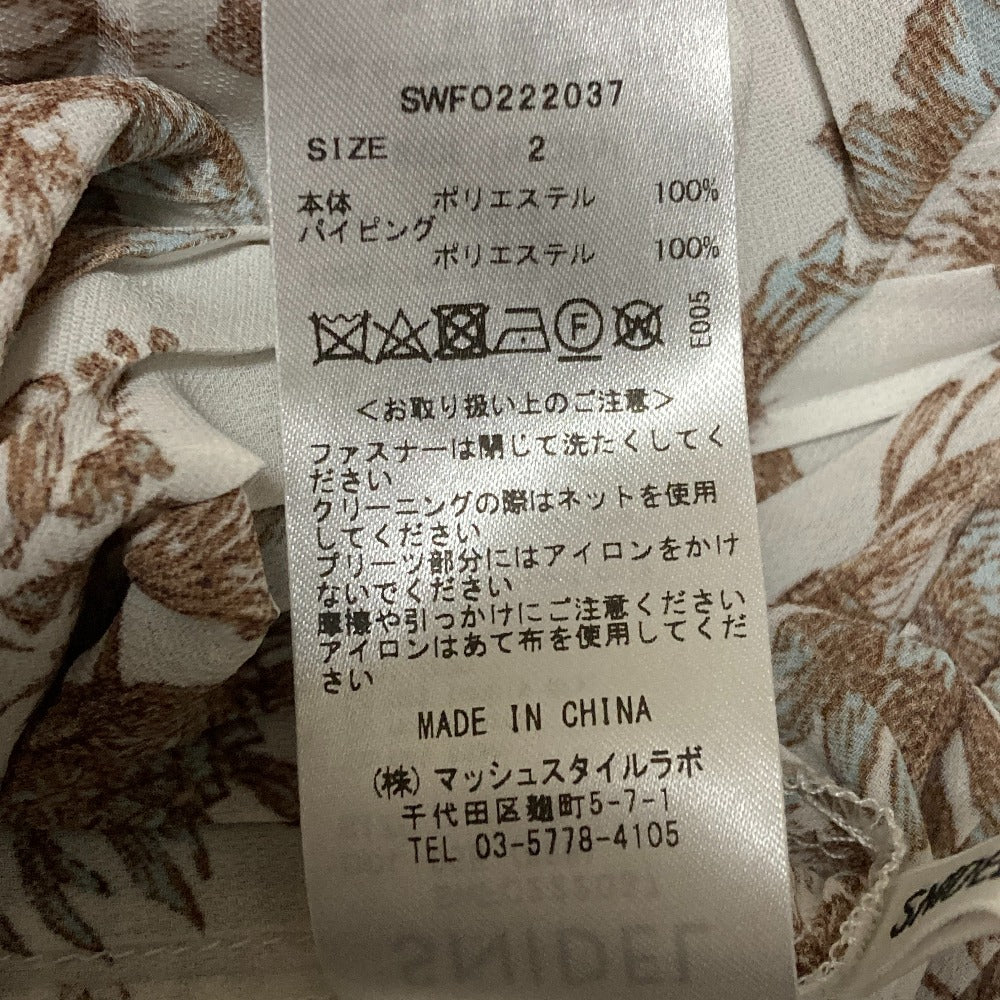 SWFO222037
SIZE 2
本体 ポリエステル 100%
パイピング
ポリエステル 100%
F W E005
<お取り扱い上のご注意>
ファスナーは閉じて洗たくしてく
ださい
クリーニングの際はネットを使用
してください
プリーツ部分にはアイロンをかけ
ないでください
摩擦や引っかけにご注意ください
アイロンはあて布を使用してくだ
さい
MADE IN CHINA
(株)マッシュスタイルラボ
千代田区麹町5-7-1
TEL 03-5778-4105
SWFO222037
SNIDEL